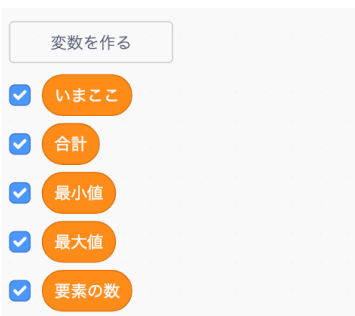 変数を作る
いまここ
合計
最小値
最大値
要素の数